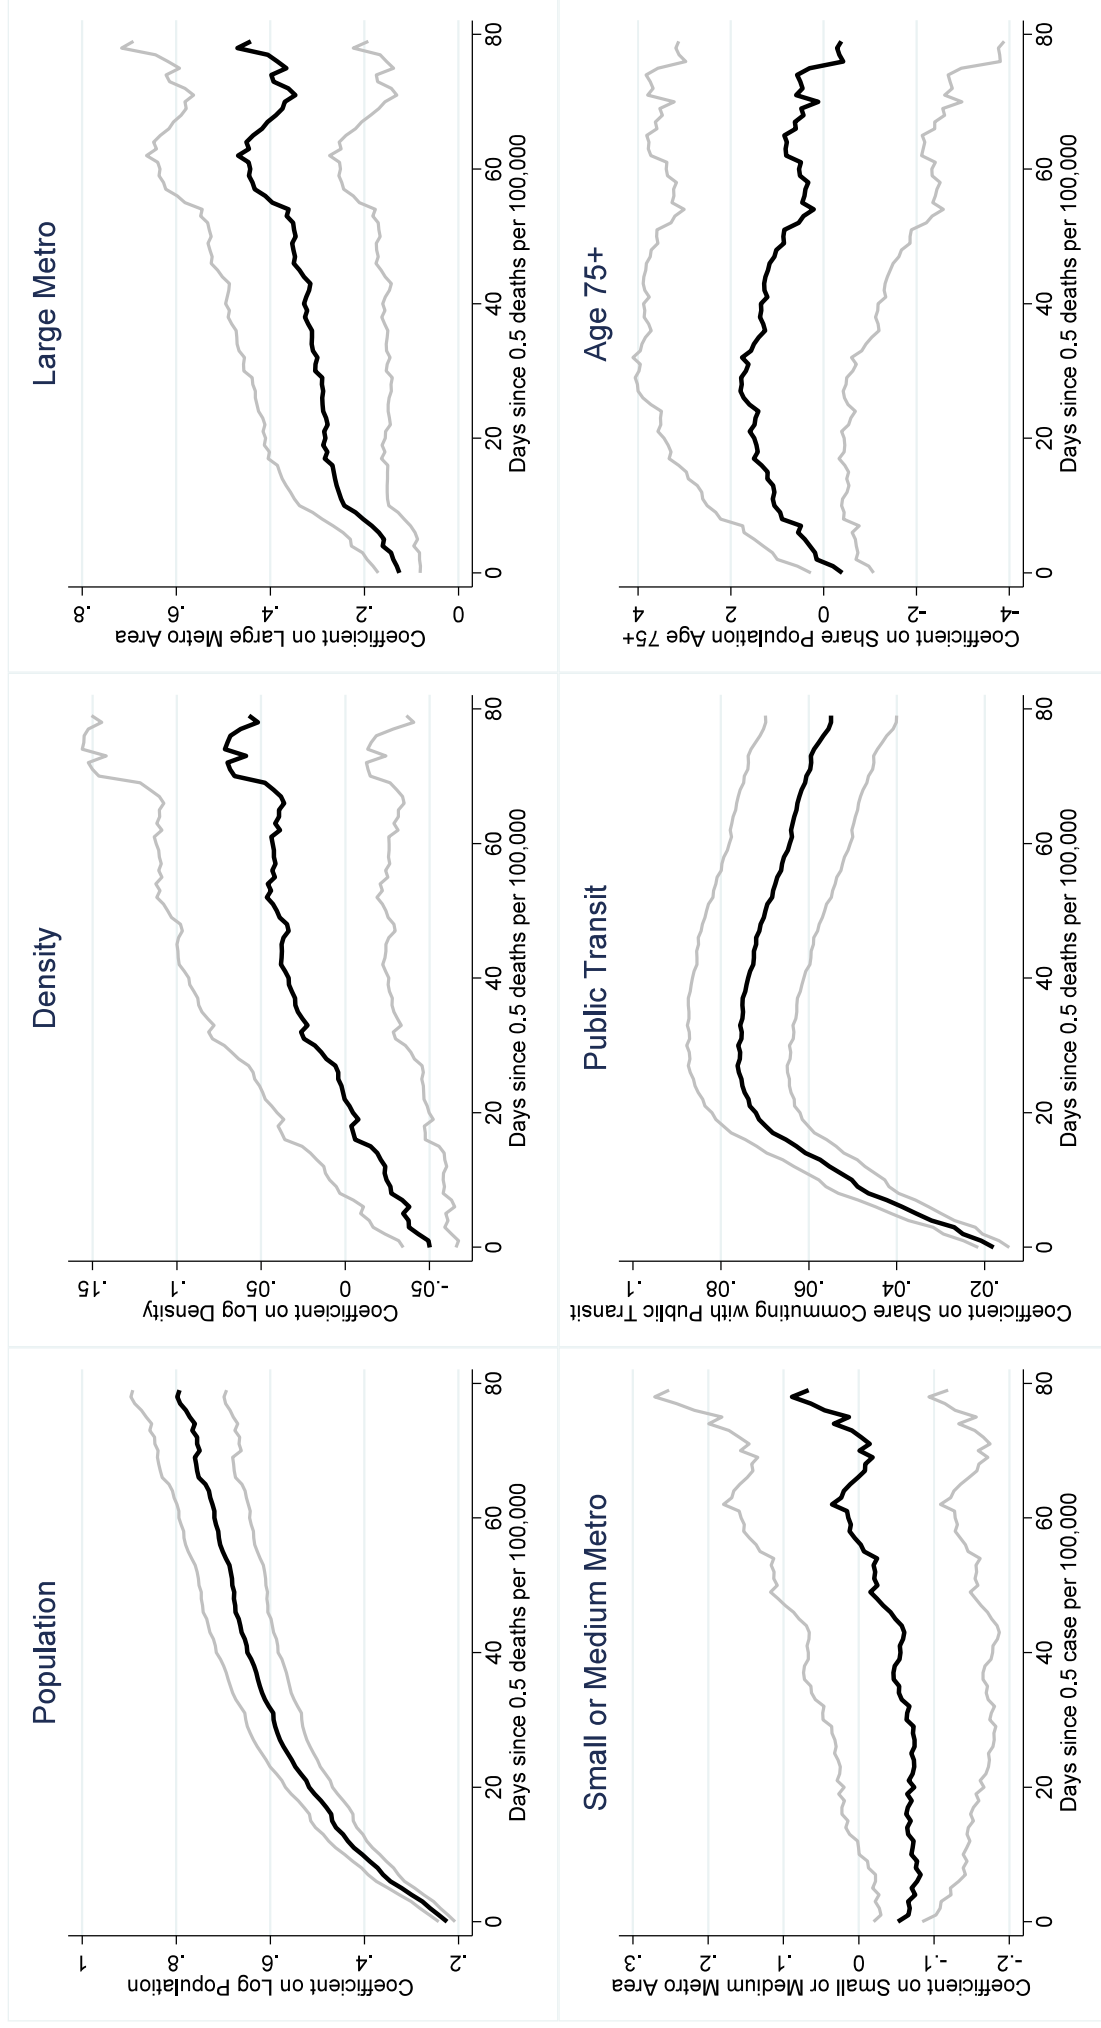 Population
Coefficient on Log Population
.2 .4 .6 .8 1
0 20 40 60 80
Days since 0.5 deaths per 100,000
Density
Coefficient on Log Density
-.05 0 .05 .1 .15
0 20 40 60 80
Days since 0.5 deaths per 100,000
Large Metro
Coefficient on Large Metro Area
0 .2 .4 .6 .8
0 20 40 60 80
Days since 0.5 deaths per 100,000
Small or Medium Metro
Coefficient on Small or Medium Metro Area
-.2 -.1 0 .1 .2 .3
0 20 40 60 80
Days since 0.5 case per 100,000
Public Transit
Coefficient on Share Commuting with Public Transit
.02 .04 .06 .08 .1
0 20 40 60 80
Days since 0.5 deaths per 100,000
Age 75+
Coefficient on Share Population Age 75+
-4 -2 0 2 4
0 20 40 60 80
Days since 0.5 deaths per 100,000